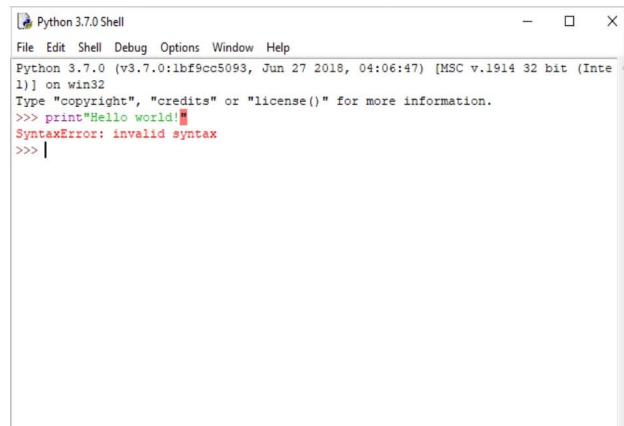 Python 3.7.0 Shell
File Edit Shell Debug Options Window Help
Python 3.7.0 (v3.7.0:1bf9cc5093, Jun 27 2018, 04:06:47) [MSC v.1914 32 bit (Inte
l)] on win32
Type "copyright", "credits" or "license()" for more information.
>>> print"Hello world!"
SyntaxError: invalid syntax
>>>